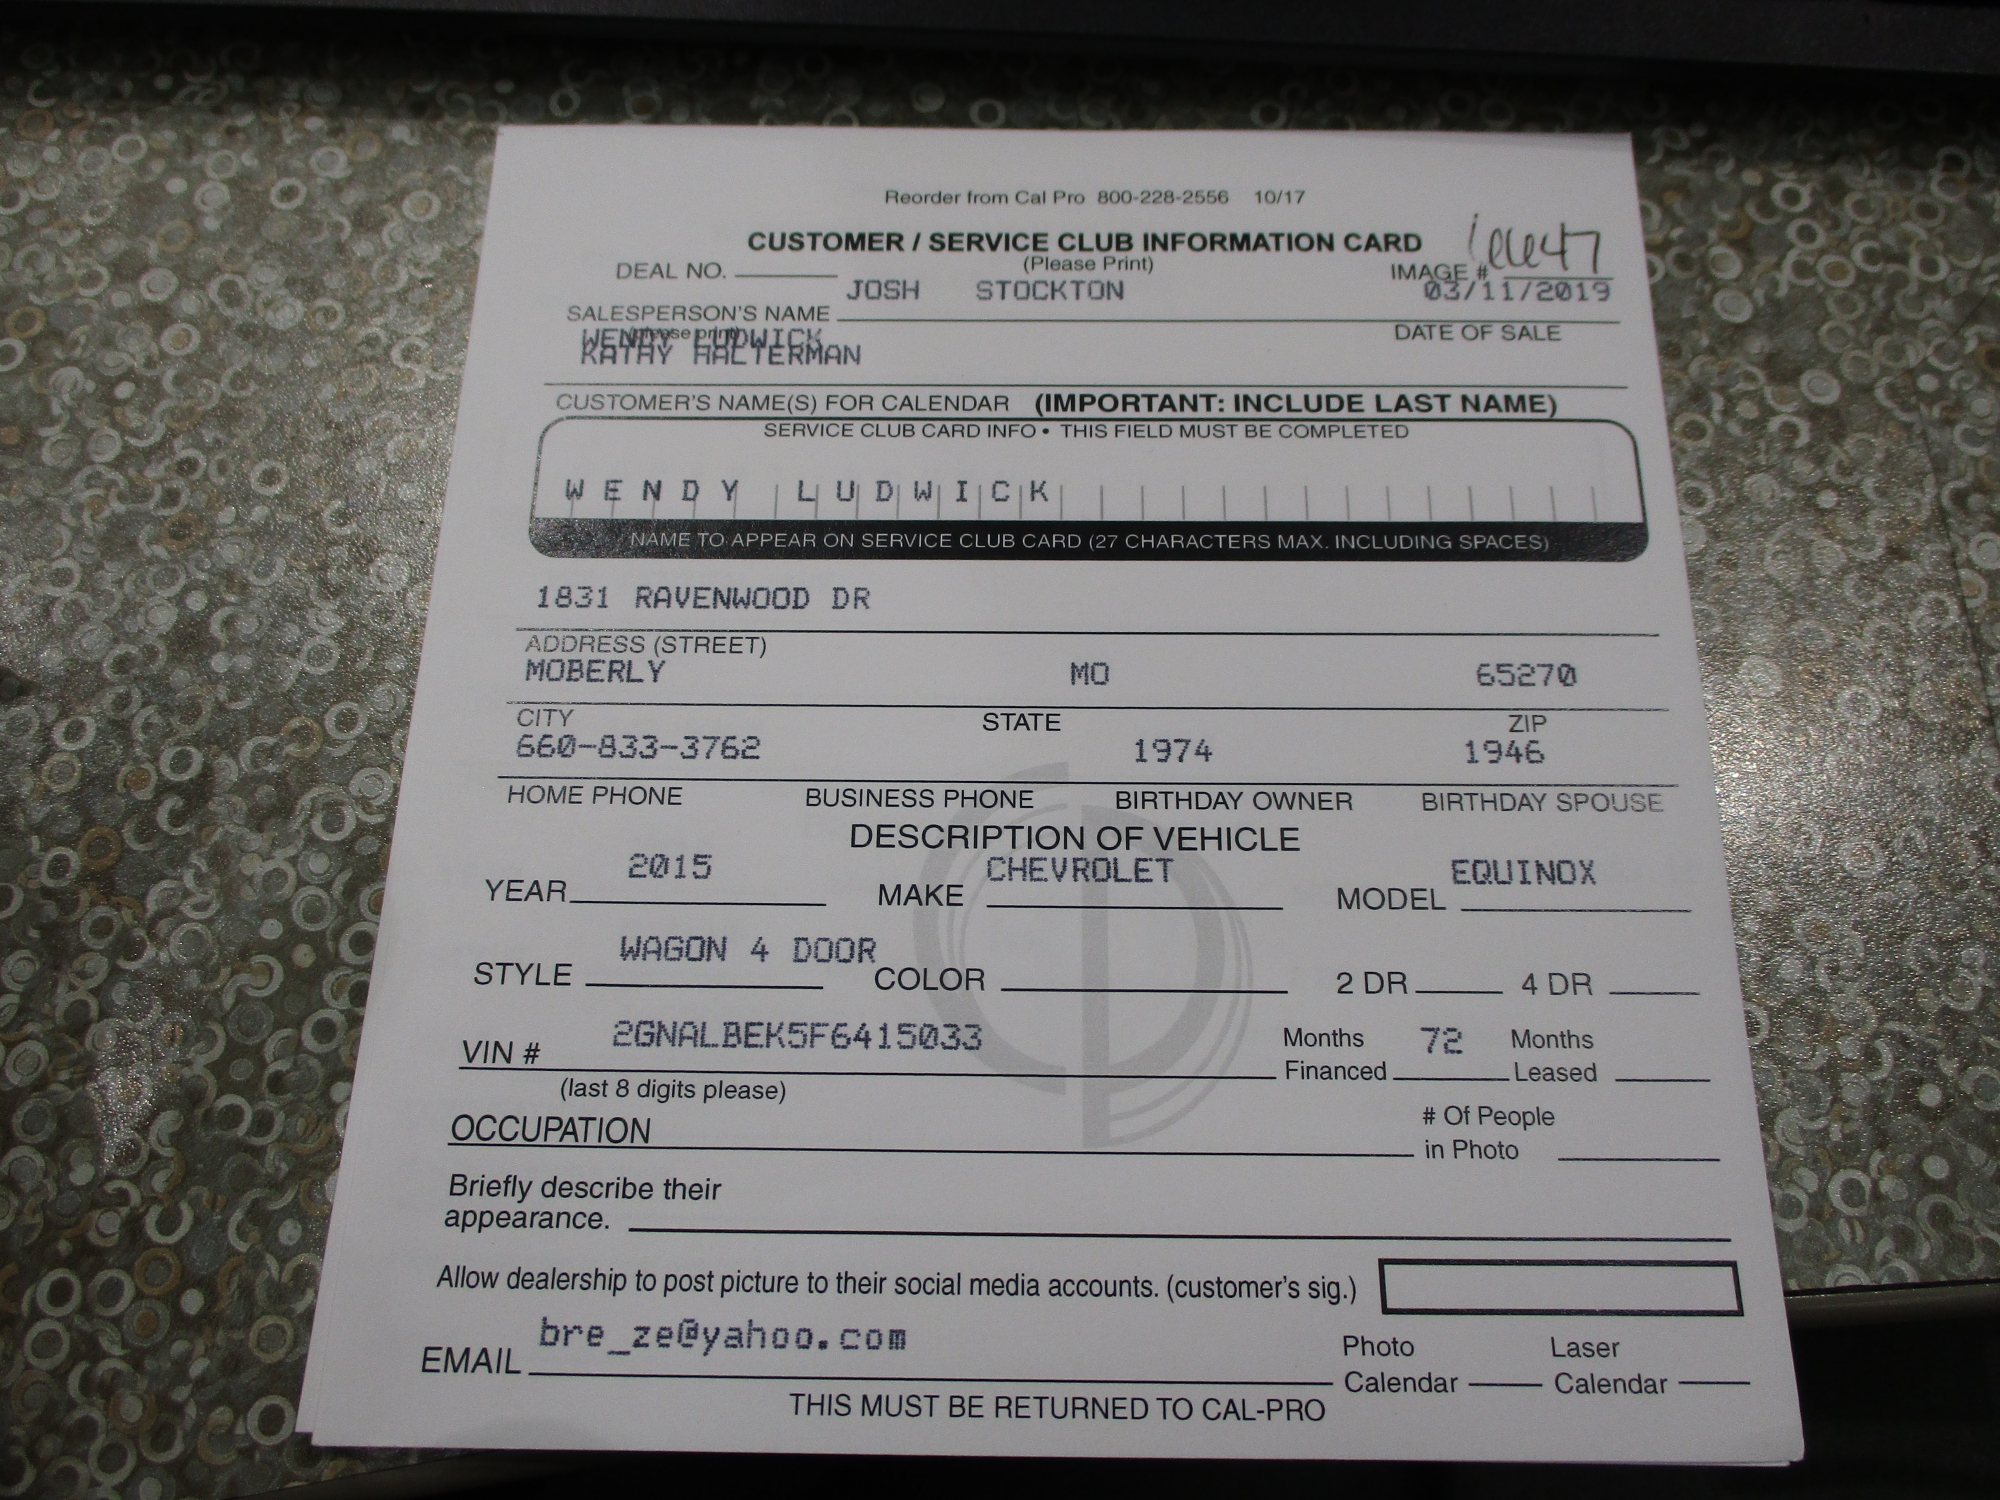 Reorder from Cal Pro 800-228-2556 10/17
CUSTOMER / SERVICE CLUB INFORMATION CARD
(Please Print)
DEAL NO. IMAGE #
JOSH STOCKTON 03/11/2019
SALESPERSON'S NAME
(please print) DATE OF SALE
WENDY LUDWICK
KATHY HALTERMAN
CUSTOMER'S NAME(S) FOR CALENDAR (IMPORTANT: INCLUDE LAST NAME)
SERVICE CLUB CARD INFO • THIS FIELD MUST BE COMPLETED
WENDY LUDWICK
NAME TO APPEAR ON SERVICE CLUB CARD (27 CHARACTERS MAX. INCLUDING SPACES)
1831 RAVENWOOD DR
ADDRESS (STREET)
MOBERLY MO 65270
CITY STATE ZIP
660-833-3762 1974 1946
HOME PHONE BUSINESS PHONE BIRTHDAY OWNER BIRTHDAY SPOUSE
DESCRIPTION OF VEHICLE
YEAR 2015 MAKE CHEVROLET MODEL EQUINOX
STYLE WAGON 4 DOOR COLOR 2 DR 4 DR
VIN # 2GNALBEK5F6415033 Months Financed 72 Months Leased
(last 8 digits please)
OCCUPATION # Of People in Photo
Briefly describe their
appearance.
Allow dealership to post picture to their social media accounts. (customer's sig.)
EMAIL bre_ze@yahoo.com Photo Calendar Laser Calendar
THIS MUST BE RETURNED TO CAL-PRO